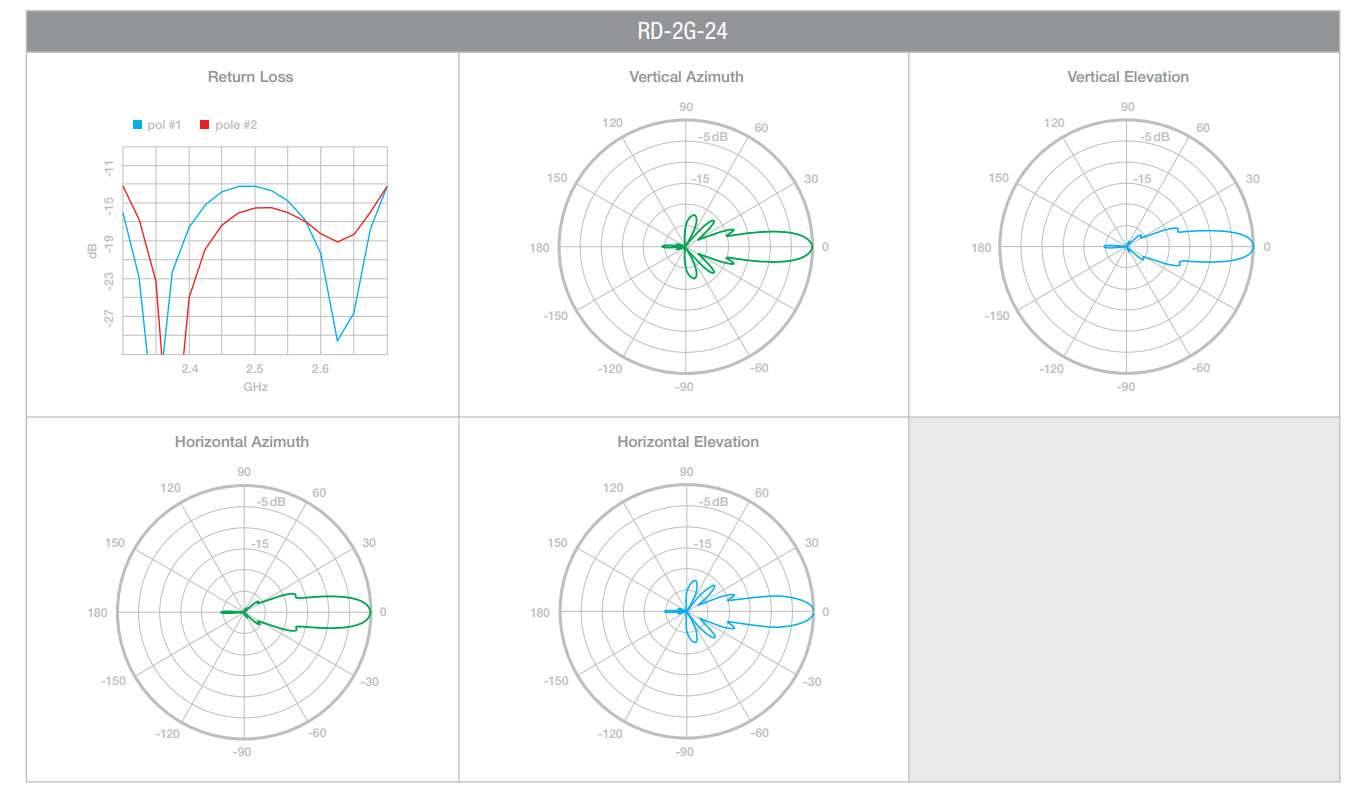 RD-2G-24
Return Loss
pol #1 pole #2
-11
-15
-19
-23
-27
dB
2.4 2.5 2.6
GHz
Vertical Azimuth
90
120 60
-5 dB
150 30
-15
180 0
-150
-120 -60
-90
Vertical Elevation
90
120 60
-5 dB
150 30
-15
180 0
-150
-120 -60
-90
Horizontal Azimuth
90
120 60
-5 dB
150 30
-15
180 0
-150 -30
-120 -60
-90
Horizontal Elevation
90
120 60
-5 dB
150 30
-15
180 0
-150 -30
-120 -60
-90